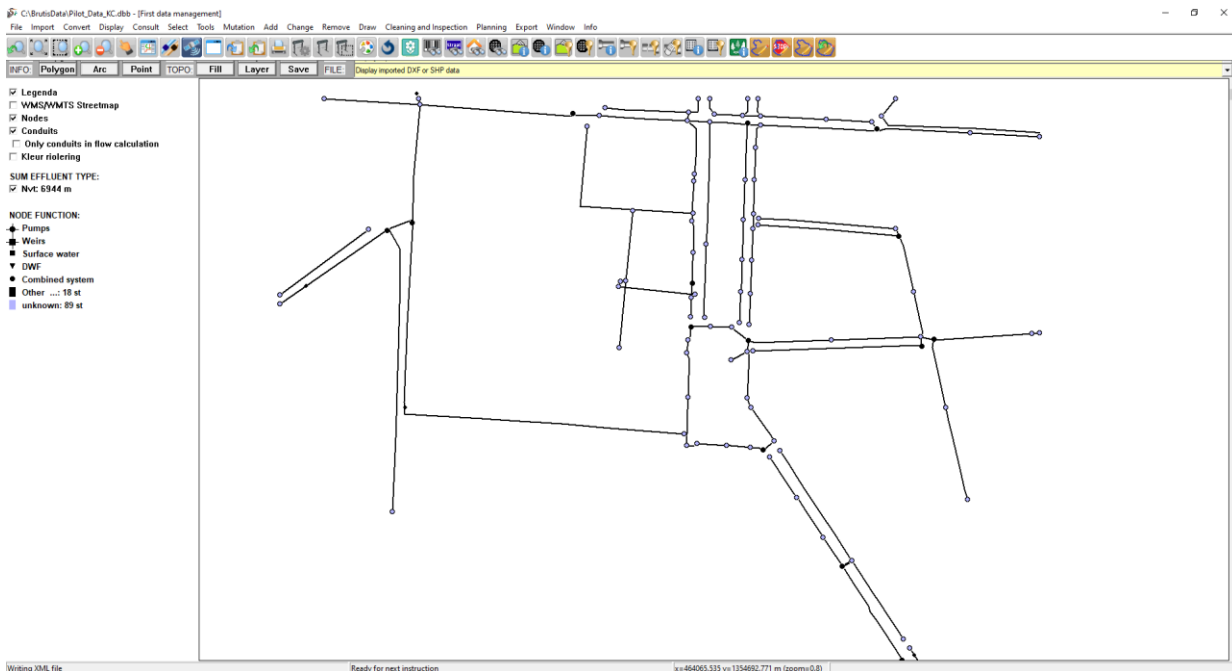 C:\BrutisData\Pilot_Data_KC.dbb - [First data management]
File Import Convert Display Consult Select Tools Mutation Add Change Remove Draw Cleaning and Inspection Planning Export Window Info
INFO: Polygon Arc Point TOPO: Fill Layer Save FILE: Display imported DXF or SHP data
Legenda
WMS/WMTS Streetmap
Nodes
Conduits
Only conduits in flow calculation
Kleur riolering
SUM EFFLUENT TYPE:
Nvt: 6944 m
NODE FUNCTION:
Pumps
Weirs
Surface water
DWF
Combined system
Other ...: 18 st
unknown: 89 st
Writing XML file Ready for next instruction x=464065.535 y=1354692.771 m (zoom=0.8)